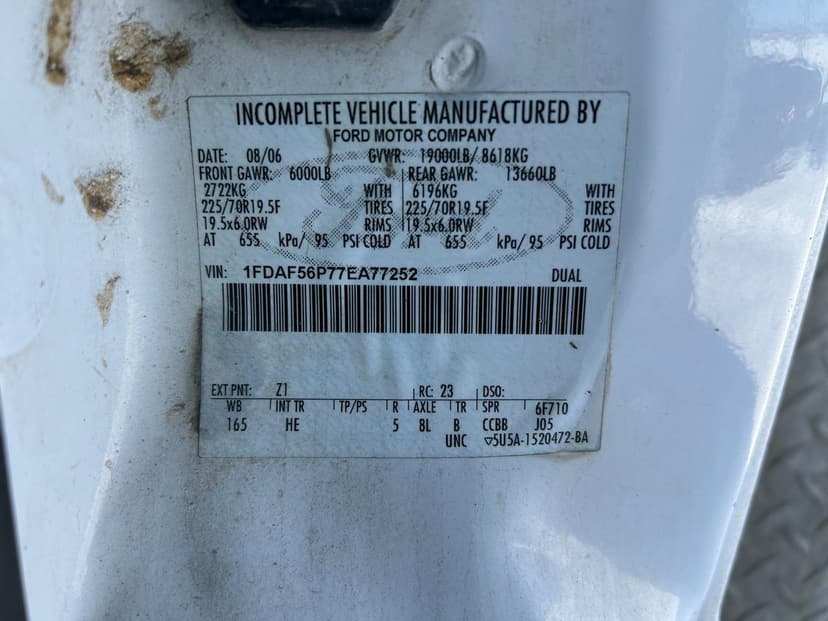 INCOMPLETE VEHICLE MANUFACTURED BY
FORD MOTOR COMPANY
DATE: 08/06 GVWR: 19000LB/ 8618KG
FRONT GAWR: 6000LB REAR GAWR: 13660LB
2722KG WITH 6196KG WITH
225/70R19.5F TIRES 225/70R19.5F TIRES
19.5x6.0RW RIMS 19.5x6.0RW RIMS
AT 655 kPa/ 95 PSI COLD AT 655 kPa/ 95 PSI COLD
VIN: 1FDAF56P77EA77252 DUAL
EXT PNT: Z1 RC: 23 DSO:
WB INT TR TP/PS R AXLE TR SPR 6F710
165 HE 5 8L B CCBB J05
UNC ▽5U5A-1520472-BA